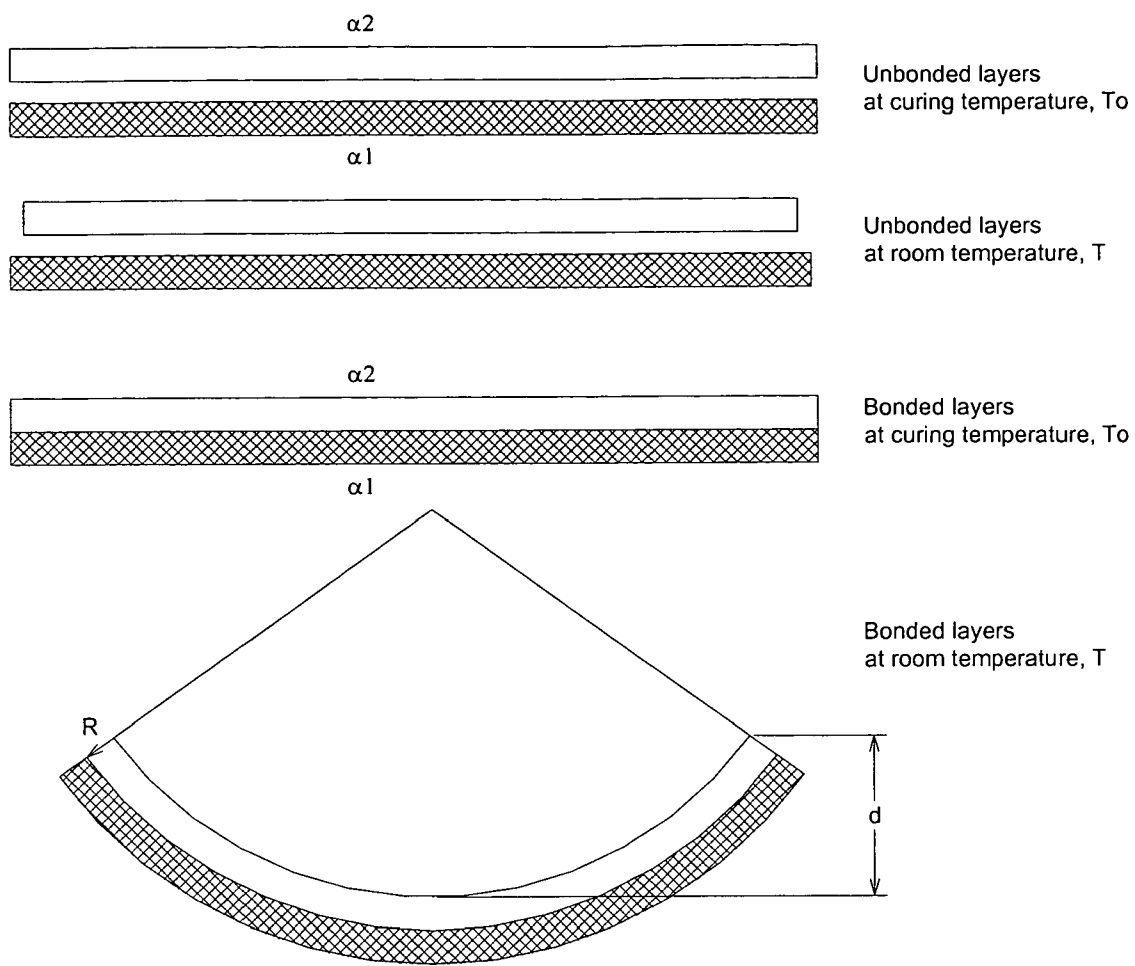 α2
Unbonded layers
at curing temperature, To
α1
Unbonded layers
at room temperature, T
α2
Bonded layers
at curing temperature, To
α1
Bonded layers
at room temperature, T
R
d